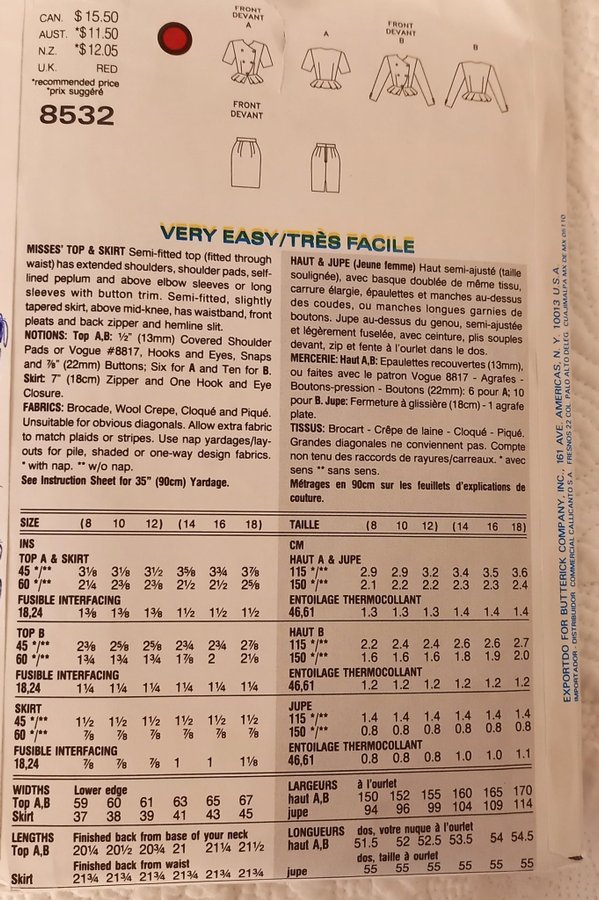 CAN. $ 15.50
AUST. *$ 11.50
N.Z. *$ 12.05
U.K. RED
*recommended price
*prix suggéré
8532
FRONT
DEVANT
A
A
FRONT
DEVANT
B
B
FRONT
DEVANT
VERY EASY/TRÈS FACILE
MISSES' TOP & SKIRT Semi-fitted top (fitted through
waist) has extended shoulders, shoulder pads, self-
lined peplum and above elbow sleeves or long
sleeves with button trim. Semi-fitted, slightly
tapered skirt, above mid-knee, has waistband, front
pleats and back zipper and hemline slit.
NOTIONS: Top A,B: ½" (13mm) Covered Shoulder
Pads or Vogue #8817, Hooks and Eyes, Snaps
and ⅞" (22mm) Buttons; Six for A and Ten for B.
Skirt: 7" (18cm) Zipper and One Hook and Eye
Closure.
FABRICS: Brocade, Wool Crepe, Cloqué and Piqué.
Unsuitable for obvious diagonals. Allow extra fabric
to match plaids or stripes. Use nap yardages/lay-
outs for pile, shaded or one-way design fabrics.
* with nap. ** w/o nap.
See Instruction Sheet for 35" (90cm) Yardage.
HAUT & JUPE (Jeune femme) Haut semi-ajusté (taille
soulignée), avec basque doublée de même tissu,
carrure élargie, épaulettes et manches au-dessus
des coudes, ou manches longues garnies de
boutons. Jupe au-dessus du genou, semi-ajustée
et légèrement fuselée, avec ceinture, plis souples
devant, zip et fente à l'ourlet dans le dos.
MERCERIE: Haut A,B: Epaulettes recouvertes (13mm),
ou faites avec le patron Vogue 8817 - Agrafes -
Boutons-pression - Boutons (22mm): 6 pour A; 10
pour B. Jupe: Fermeture à glissière (18cm) - 1 agrafe
plate.
TISSUS: Brocart - Crêpe de laine - Cloqué - Piqué.
Grandes diagonales ne conviennent pas. Compte
non tenu des raccords de rayures/carreaux. * avec
sens ** sans sens.
Métrages en 90cm sur les feuillets d'explications de
couture.
SIZE (8 10 12) (14 16 18)
INS
TOP A & SKIRT
45 */** 3⅛ 3⅛ 3½ 3⅝ 3¾ 3⅞
60 */** 2¼ 2⅜ 2⅜ 2½ 2½ 2⅝
FUSIBLE INTERFACING
18,24 1⅜ 1⅜ 1⅜ 1½ 1½ 1½
TOP B
45 */** 2⅜ 2⅝ 2⅝ 2¾ 2¾ 2⅞
60 */** 1¾ 1¾ 1¾ 1⅞ 2 2⅛
FUSIBLE INTERFACING
18,24 1¼ 1¼ 1¼ 1¼ 1¼ 1¼
SKIRT
45 */** 1½ 1½ 1½ 1½ 1½ 1½
60 */** ⅞ ⅞ ⅞ ⅞ ⅞ ⅞
FUSIBLE INTERFACING
18,24 ⅞ ⅞ ⅞ 1 1 1⅛
WIDTHS Lower edge
Top A,B 59 60 61 63 65 67
Skirt 37 38 39 41 43 45
LENGTHS Finished back from base of your neck
Top A,B 20¼ 20½ 20¾ 21 21¼ 21½
Finished back from waist
Skirt 21¾ 21¾ 21¾ 21¾ 21¾ 21¾
TAILLE (8 10 12) (14 16 18)
CM
HAUT A & JUPE
115 */** 2.9 2.9 3.2 3.4 3.5 3.6
150 */** 2.1 2.2 2.2 2.3 2.3 2.4
ENTOILAGE THERMOCOLLANT
46,61 1.3 1.3 1.3 1.4 1.4 1.4
HAUT B
115 */** 2.2 2.4 2.4 2.6 2.6 2.7
150 */** 1.6 1.6 1.6 1.8 1.9 2.0
ENTOILAGE THERMOCOLLANT
46,61 1.2 1.2 1.2 1.2 1.2 1.2
JUPE
115 */** 1.4 1.4 1.4 1.4 1.4 1.4
150 */** 0.8 0.8 0.8 0.8 0.8 0.8
ENTOILAGE THERMOCOLLANT
46,61 0.8 0.8 0.8 1.0 1.0 1.1
LARGEURS à l'ourlet
haut A,B 150 152 155 160 165 170
jupe 94 96 99 104 109 114
LONGUEURS dos, votre nuque à l'ourlet
haut A,B 51.5 52 52.5 53.5 54 54.5
dos, taille à ourlet
jupe 55 55 55 55 55 55
EXPORTDO FOR BUTTERICK COMPANY, INC., 161 AVE. AMERICAS, N. Y. 10013 U S A.
IMPORTADOR - DISTRIBUIDOR COMMERCIAL CALLICANTO S.A. FRESNOS 22 COL PALO ALTO DELEG. CUAJIMALPA MX DE MX 05110